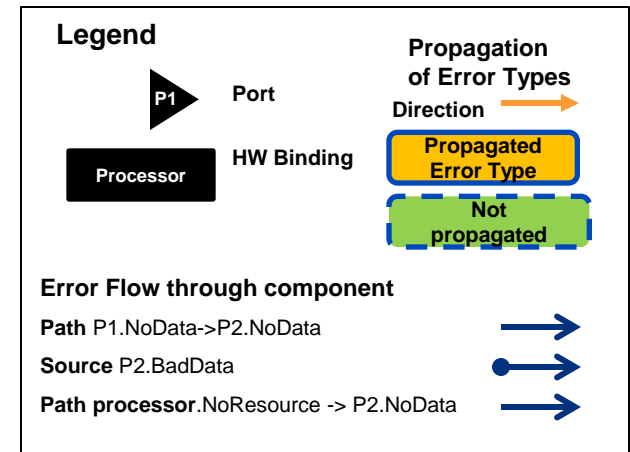 Legend
P1
Port
Processor
HW Binding
Propagation
of Error Types
Direction
Propagated
Error Type
Not
propagated
Error Flow through component
Path P1.NoData->P2.NoData
Source P2.BadData
Path processor.NoResource -> P2.NoData